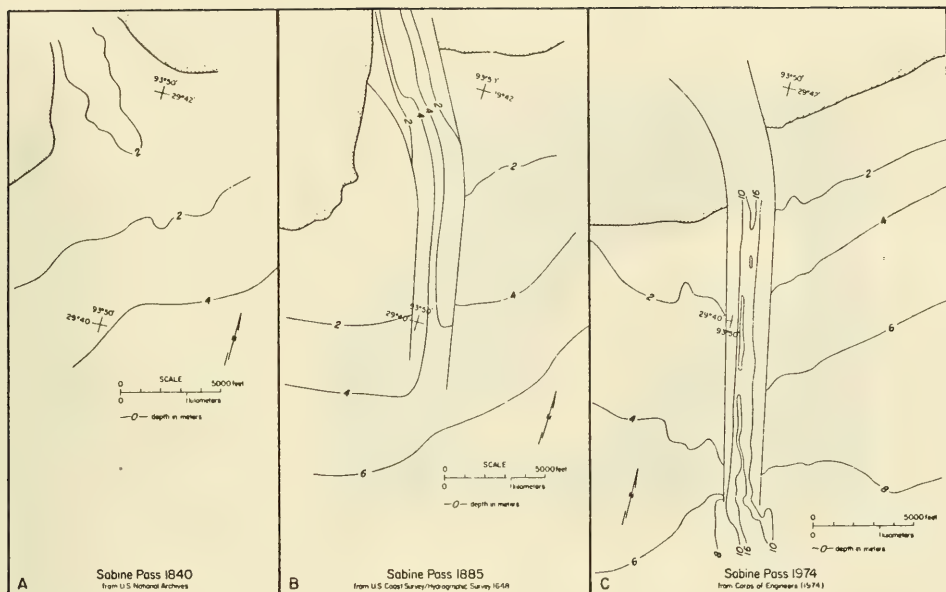 93°50'
29°42'
2
2
4
93°50'
29°40
SCALE
0 5000 feet
0 1 kilometers
—0— depth in meters
A
Sabine Pass 1840
from U.S. National Archives
2
4
4
2
2
4
2
4
6
93°50'
29°40'
SCALE
0 5000 feet
0 1 kilometers
—0— depth in meters
B
Sabine Pass 1885
from U.S. Coast Survey/Hydrographic Survey 1648
93°50'
29°42'
10 16
2
4
6
8
2
4
6
29°40
93°50'
8 10 16 10
0 5000 feet
0 1 kilometers
—0— depth in meters
C
Sabine Pass 1974
from Corps of Engineers (1974)